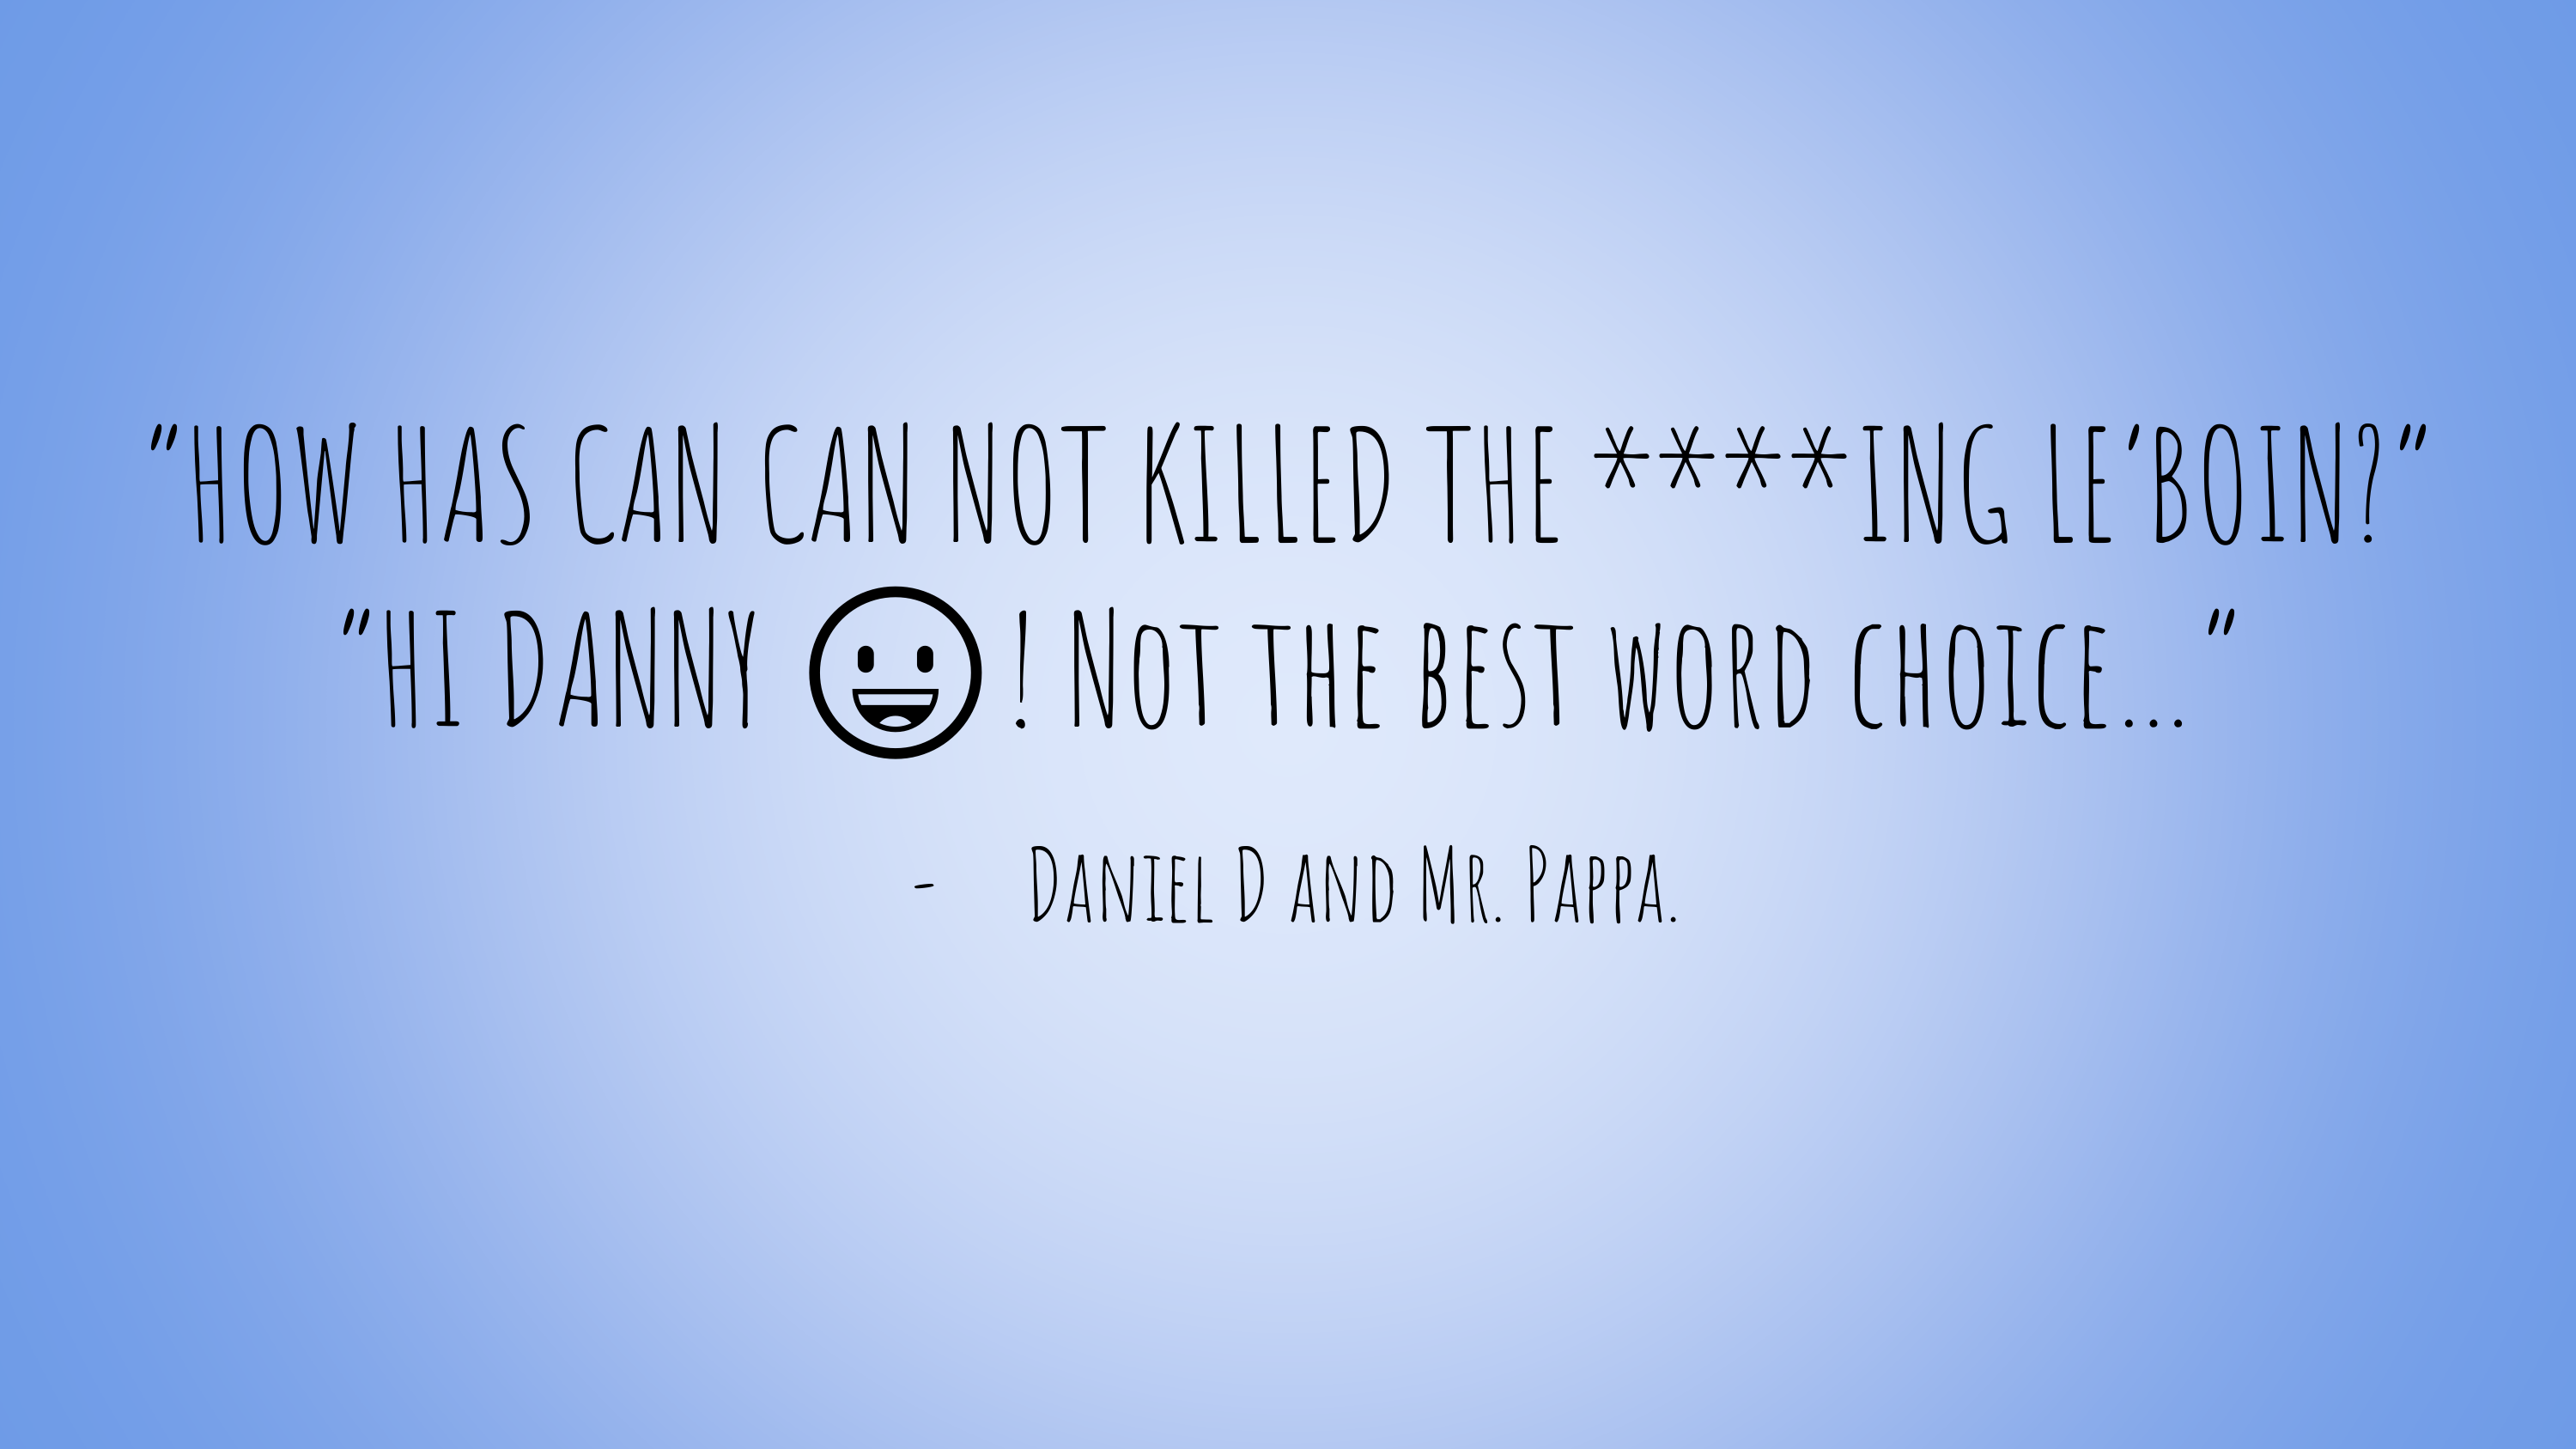 ”HOW HAS CAN CAN NOT KILLED THE ****ING LE’BOIN?”
”HI DANNY 😃! NOT THE BEST WORD CHOICE...”
- DANIEL D AND MR. PAPPA.